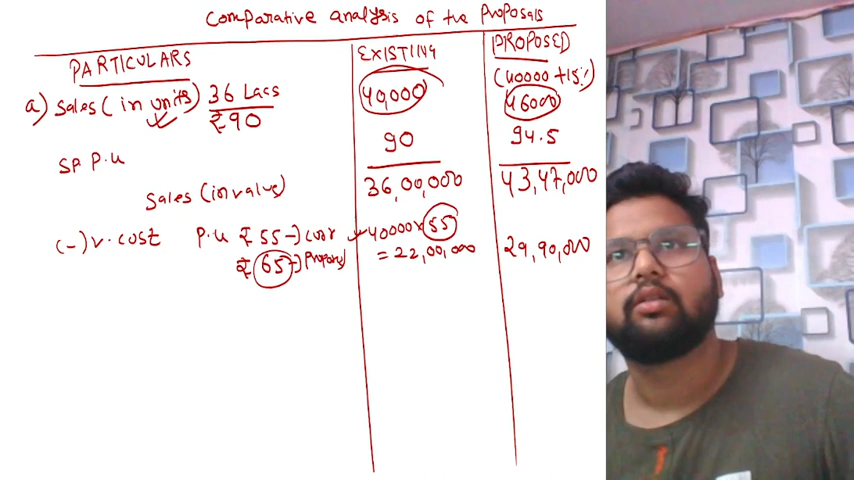 Comparative analysis of the Proposals
PARTICULARS EXISTING PROPOSED
(40000 + 15%)
a) Sales (in units) 36 Lacs 40,000 46000
₹90
SP P.U 90 94.5
Sales (in value) 36,00,000 43,47,000
(-) V. cost P.U ₹55 → 40000 × 55
₹65 → = 22,00,000 29,90,000